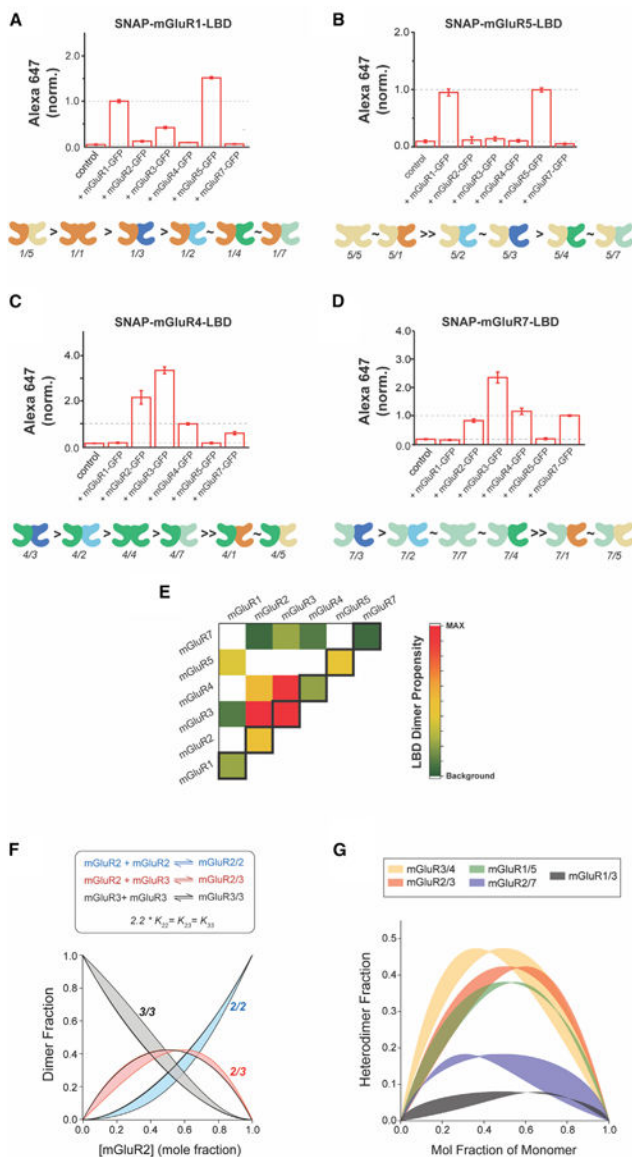 A
SNAP-mGluR1-LBD
Alexa 647
(norm.)
2.0
1.0
0.0
control
+ mGluR1-GFP
+ mGluR2-GFP
+ mGluR3-GFP
+ mGluR4-GFP
+ mGluR5-GFP
+ mGluR7-GFP
> > > > ~ ~
1/5 1/1 1/3 1/2 1/4 1/7
B
SNAP-mGluR5-LBD
Alexa 647
(norm.)
2.0
1.0
0.0
control
+ mGluR1-GFP
+ mGluR2-GFP
+ mGluR3-GFP
+ mGluR4-GFP
+ mGluR5-GFP
+ mGluR7-GFP
~ >> ~ > ~
5/5 5/1 5/2 5/3 5/4 5/7
C
SNAP-mGluR4-LBD
Alexa 647
(norm.)
4.0
2.0
0.0
control
+ mGluR1-GFP
+ mGluR2-GFP
+ mGluR3-GFP
+ mGluR4-GFP
+ mGluR5-GFP
+ mGluR7-GFP
> > > >> ~
4/3 4/2 4/4 4/7 4/1 4/5
D
SNAP-mGluR7-LBD
Alexa 647
(norm.)
4.0
3.0
2.0
1.0
0.0
control
+ mGluR1-GFP
+ mGluR2-GFP
+ mGluR3-GFP
+ mGluR4-GFP
+ mGluR5-GFP
+ mGluR7-GFP
> ~ ~ >> ~
7/3 7/2 7/7 7/4 7/1 7/5
E
mGluR1
mGluR2
mGluR3
mGluR4
mGluR5
mGluR7
mGluR7
mGluR5
mGluR4
mGluR3
mGluR2
mGluR1
MAX
LBD Dimer Propensity
Background
F
mGluR2 + mGluR2 ⇌ mGluR2/2
mGluR2 + mGluR3 ⇌ mGluR2/3
mGluR3+ mGluR3 ⇌ mGluR3/3
2.2 * K22= K23= K33
Dimer Fraction
1.0
0.8
0.6
0.4
0.2
0.0
3/3
2/2
2/3
0.0 0.2 0.4 0.6 0.8 1.0
[mGluR2] (mole fraction)
G
mGluR3/4 mGluR1/5 mGluR1/3
mGluR2/3 mGluR2/7
Heterodimer Fraction
0.5
0.4
0.3
0.2
0.1
0.0
0.0 0.2 0.4 0.6 0.8 1.0
Mol Fraction of Monomer